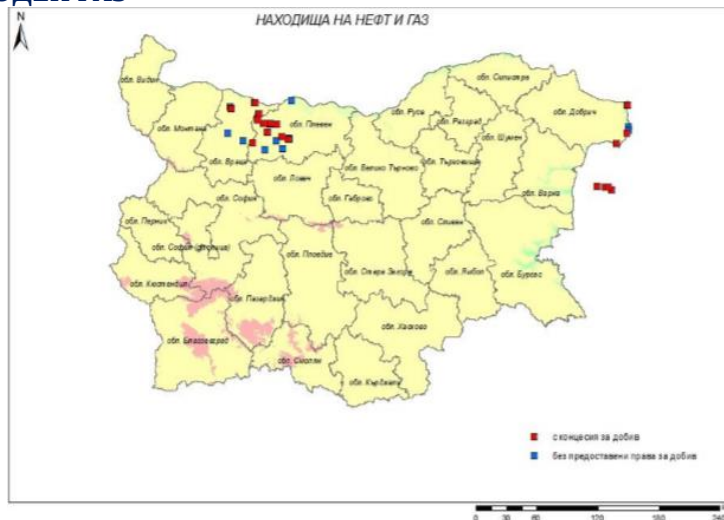 N
НАХОДИЩА НА НЕФТ И ГАЗ
обл. Видин
обл. Силистра
обл. Монтана
обл. Плевен
обл. Русе
обл. Разград
обл. Добрич
обл. Враца
обл. Шумен
обл. Ловеч
обл. Велико Търново
обл. Търговище
обл. Варна
обл. София
обл. Габрово
обл. Перник
обл. София (столица)
обл. Сливен
обл. Пловдив
обл. Стара Загора
обл. Ямбол
обл. Бургас
обл. Кюстендил
обл. Пазарджик
обл. Хасково
обл. Благоевград
обл. Смолян
обл. Кърджали
с концесия за добив
без предоставени права за добив
0 30 60 120 180 240